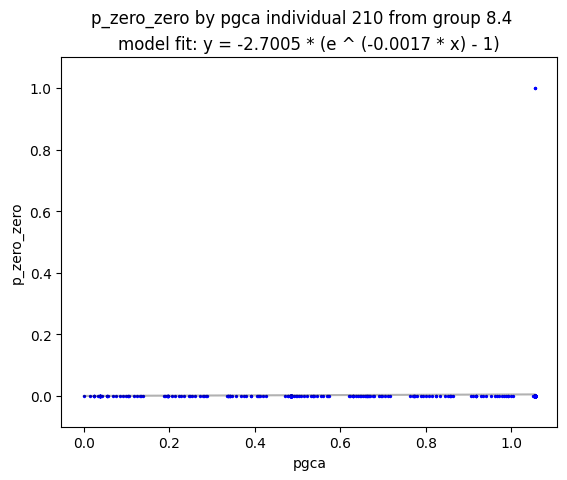 p_zero_zero by pgca individual 210 from group 8.4
model fit: y = -2.7005 * (e ^ (-0.0017 * x) - 1)
1.0
0.8
0.6
0.4
0.2
0.0
p_zero_zero
0.0 0.2 0.4 0.6 0.8 1.0
pgca